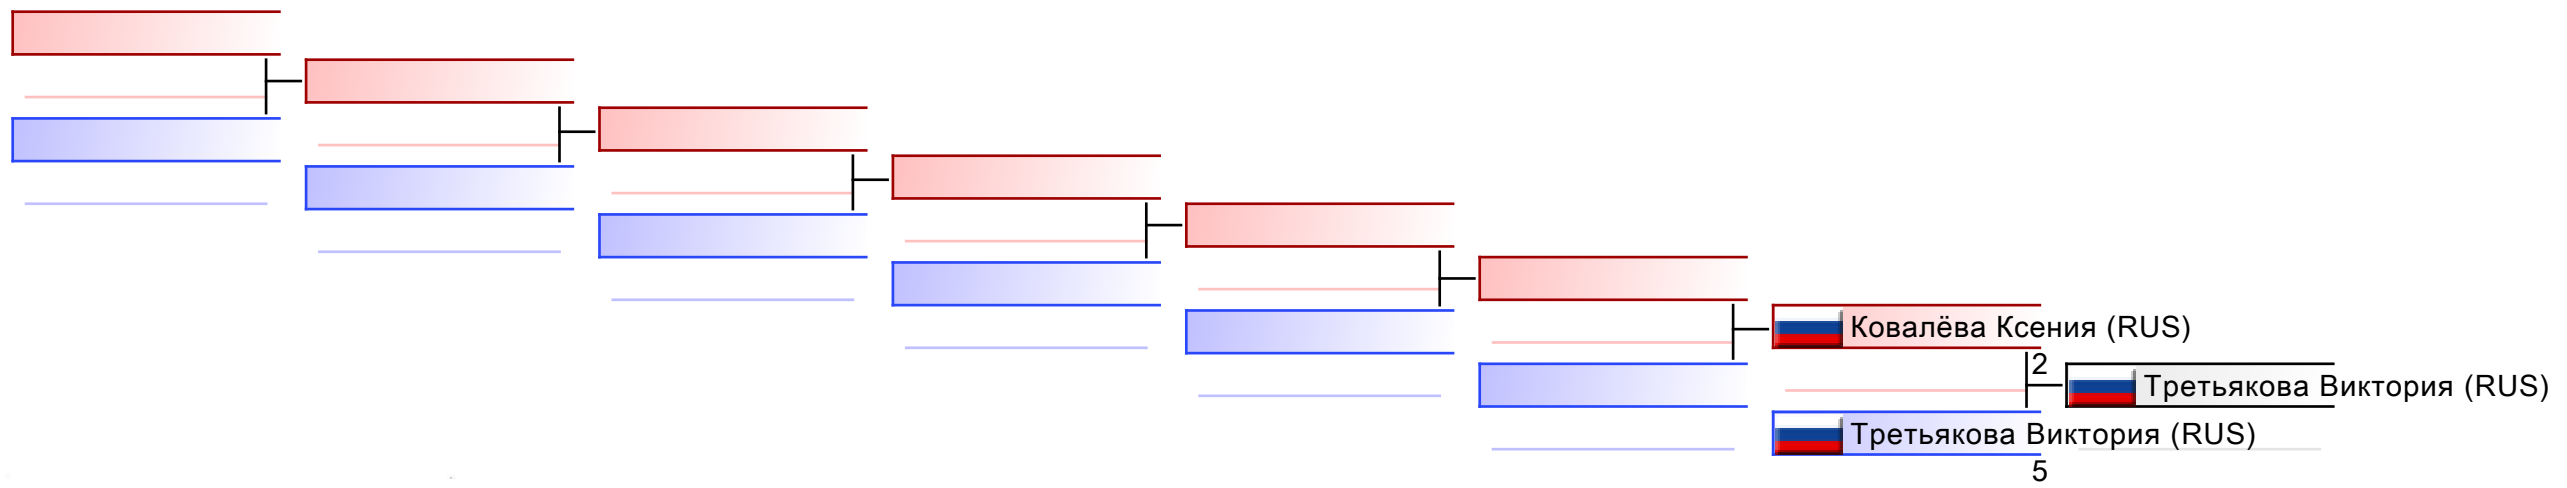 Ковалёва Ксения (RUS)
2
Третьякова Виктория (RUS)
Третьякова Виктория (RUS)
5